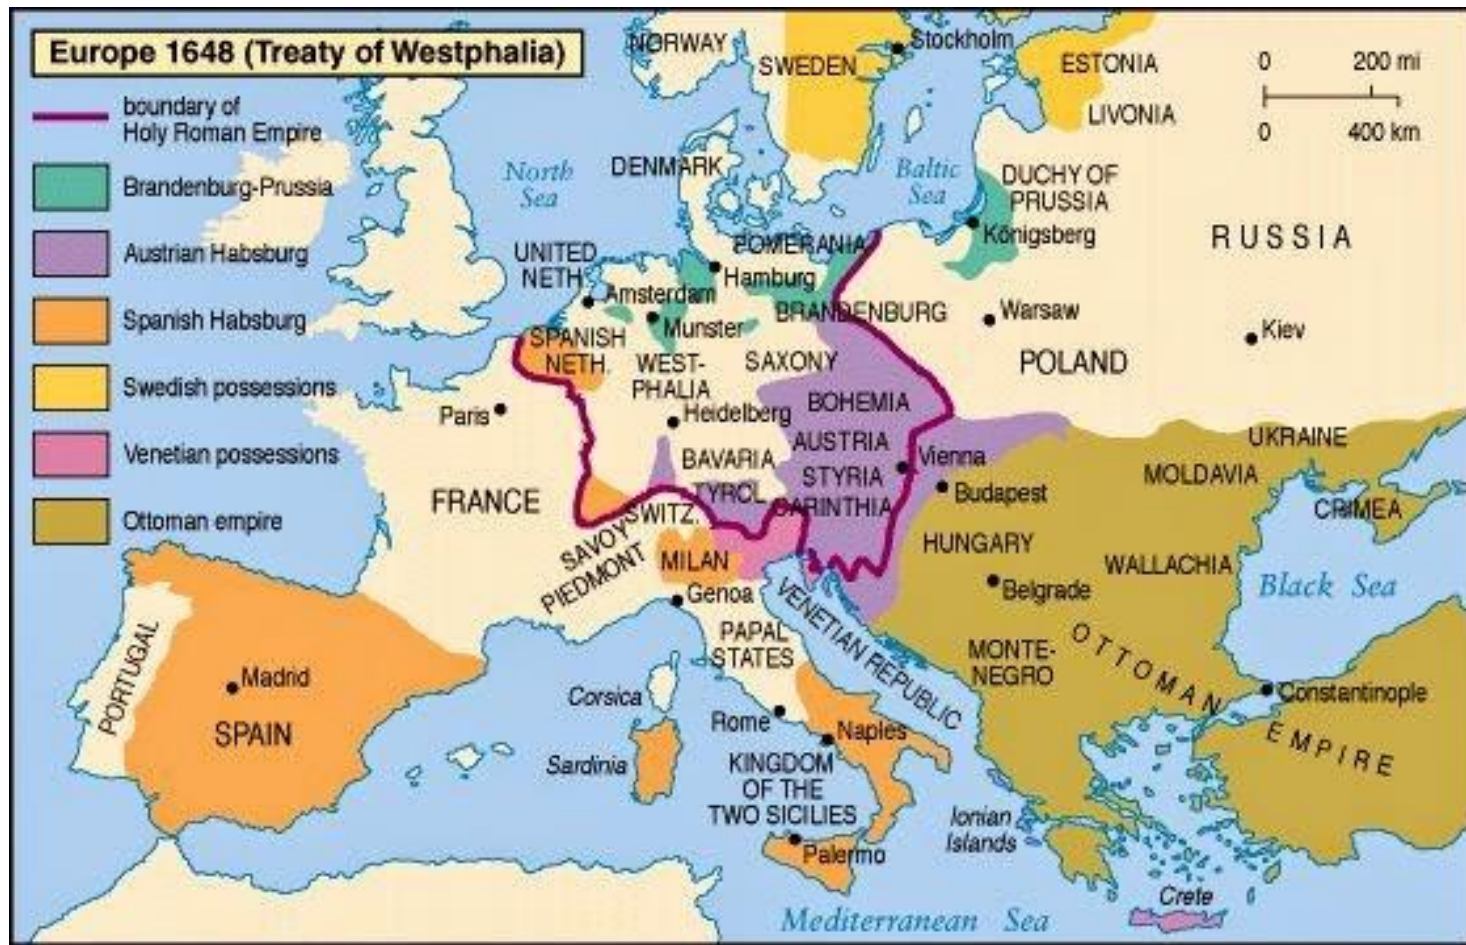 Europe 1648 (Treaty of Westphalia)
boundary of
Holy Roman Empire
Brandenburg-Prussia
Austrian Habsburg
Spanish Habsburg
Swedish possessions
Venetian possessions
Ottoman empire
0 200 mi
0 400 km
NORWAY
SWEDEN
Stockholm
ESTONIA
LIVONIA
North
Sea
DENMARK
Baltic
Sea
DUCHY OF
PRUSSIA
Königsberg
RUSSIA
UNITED
NETH.
POMERANIA
Hamburg
Amsterdam
BRANDENBURG
Munster
Warsaw
Kiev
SPANISH
NETH.
WEST-
PHALIA
SAXONY
POLAND
Paris
Heidelberg
BOHEMIA
AUSTRIA
Vienna
UKRAINE
BAVARIA
STYRIA
MOLDAVIA
FRANCE
TYROL
CARINTHIA
Budapest
CRIMEA
SWITZ.
SAVOY
PIEDMONT
MILAN
HUNGARY
WALLACHIA
Black Sea
Genoa
VENETIAN REPUBLIC
Belgrade
PAPAL
STATES
MONTE-
NEGRO
OTTOMAN EMPIRE
PORTUGAL
Madrid
SPAIN
Corsica
Rome
Constantinople
Sardinia
Naples
KINGDOM
OF THE
TWO SICILIES
Palermo
Ionian
Islands
Crete
Mediterranean Sea